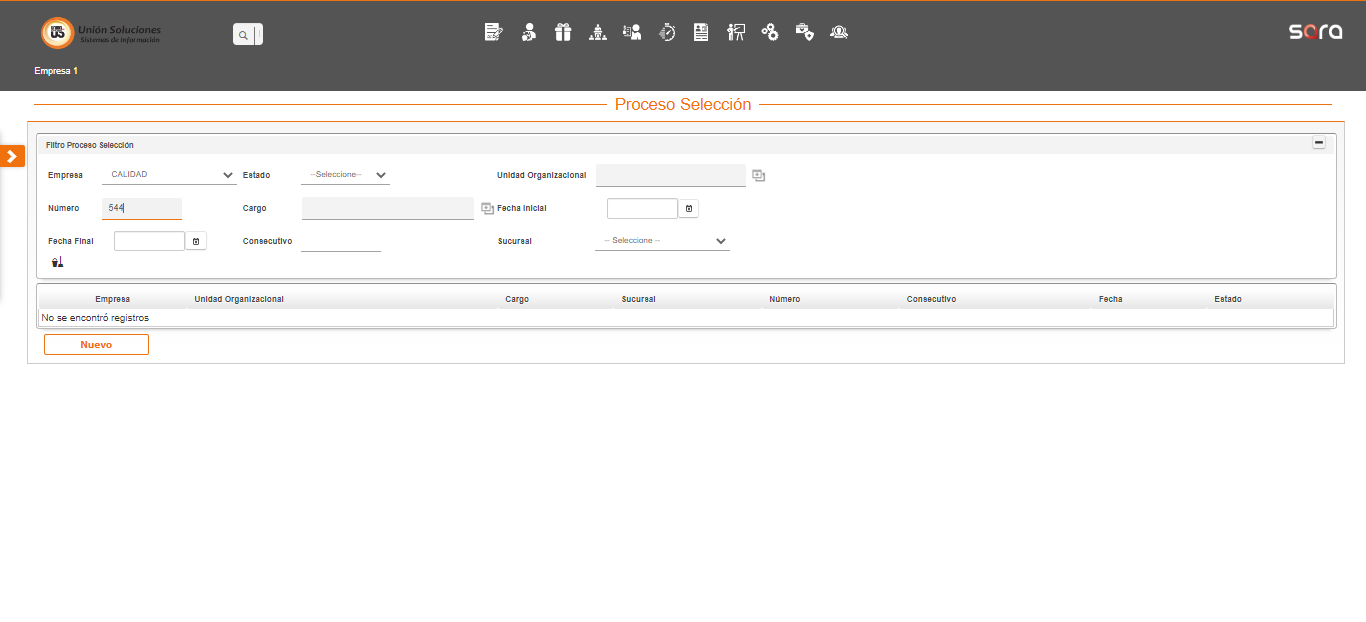 Unión Soluciones
Sistemas de Información
US
sora
Empresa 1
Proceso Selección
Filtro Proceso Selección
Empresa CALIDAD Estado --Seleccione-- Unidad Organizacional
Número 544 Cargo Fecha Inicial
Fecha Final Consecutivo Sucursal -- Seleccione --
Empresa Unidad Organizacional Cargo Sucursal Número Consecutivo Fecha Estado
No se encontró registros
Nuevo